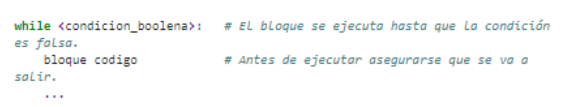 while <condicion_boolena>: # El bloque se ejecuta hasta que la condición
es falsa.
bloque codigo # Antes de ejecutar asegurarse que se va a
salir.
...